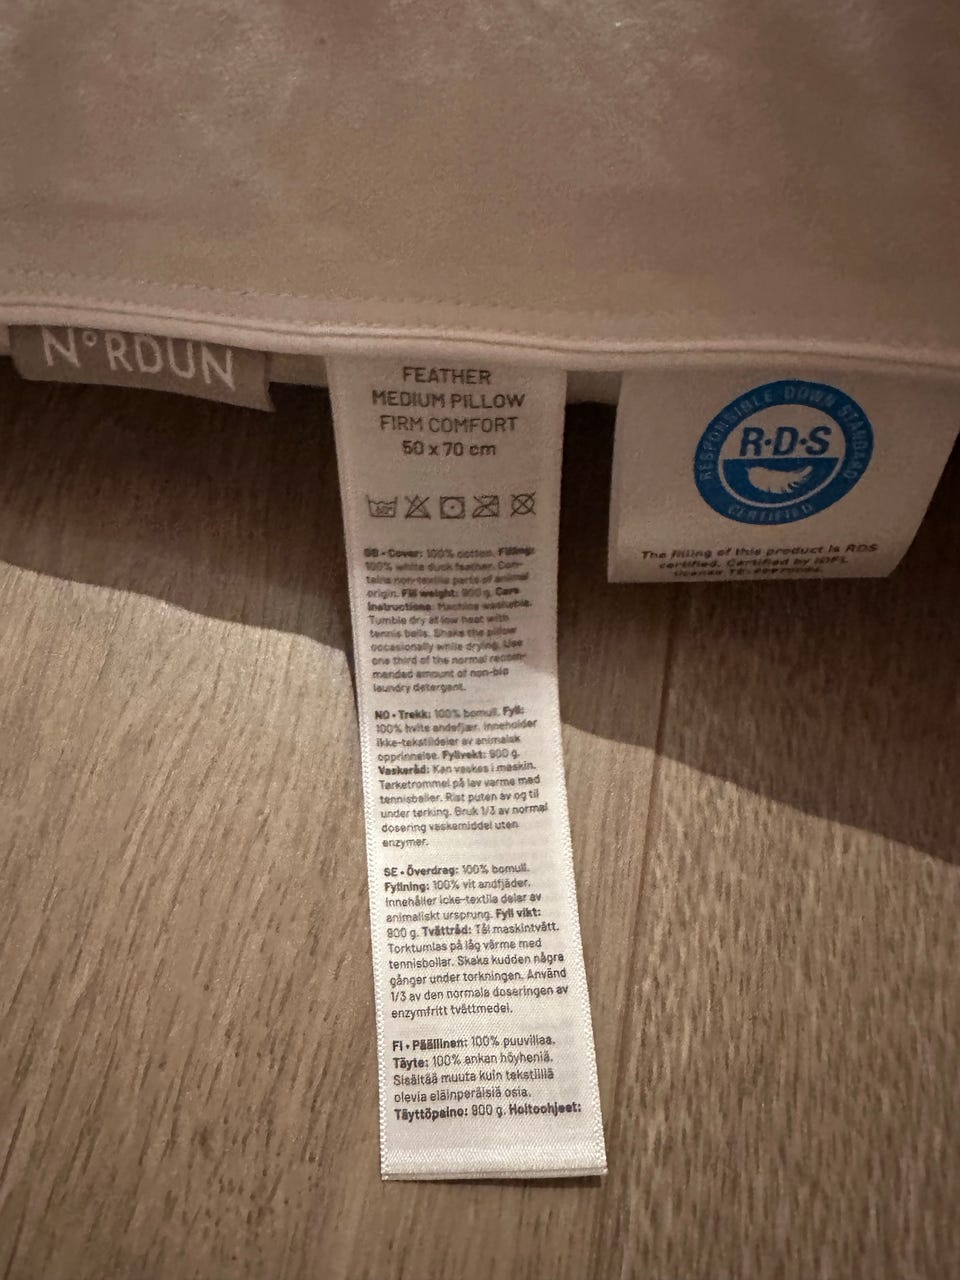 N°RDUN
FEATHER
MEDIUM PILLOW
FIRM COMFORT
50 x 70 cm
GB • Cover: 100% cotton. Filling:
100% white duck feather. Con-
tains non-textile parts of animal
origin. Fill weight: 900 g. Care
Instructions: Machine washable.
Tumble dry at low heat with
tennis balls. Shake the pillow
occasionally while drying. Use
one third of the normal recom-
mended amount of non-bio
laundry detergent.
NO • Trekk: 100% bomull. Fyll:
100% hvite andefjær. Inneholder
ikke-tekstildeler av animalsk
opprinnelse. Fyllvekt: 900 g.
Vaskeråd: Kan vaskes i maskin.
Tørketrommel på lav varme med
tennisballer. Rist puten av og til
under tørking. Bruk 1/3 av normal
dosering vaskemiddel uten
enzymer.
SE • Överdrag: 100% bomull.
Fyllning: 100% vit andfjäder.
Innehåller icke-textila delar av
animaliskt ursprung. Fyll vikt:
900 g. Tvättråd: Tål maskintvätt.
Torktumlas på låg värme med
tennisbollar. Skaka kudden några
gånger under torkningen. Använd
1/3 av den normala doseringen av
enzymfritt tvättmedel.
FI • Päällinen: 100% puuvillaa.
Täyte: 100% ankan höyheniä.
Sisältää muuta kuin tekstiiliä
olevia eläinperäisiä osia.
Täyttöpaino: 900 g. Hoitoohjeet:
RESPONSIBLE DOWN STANDARD
R•D•S
CERTIFIED
The filling of this product is RDS
certified. Certified by IDFL
license